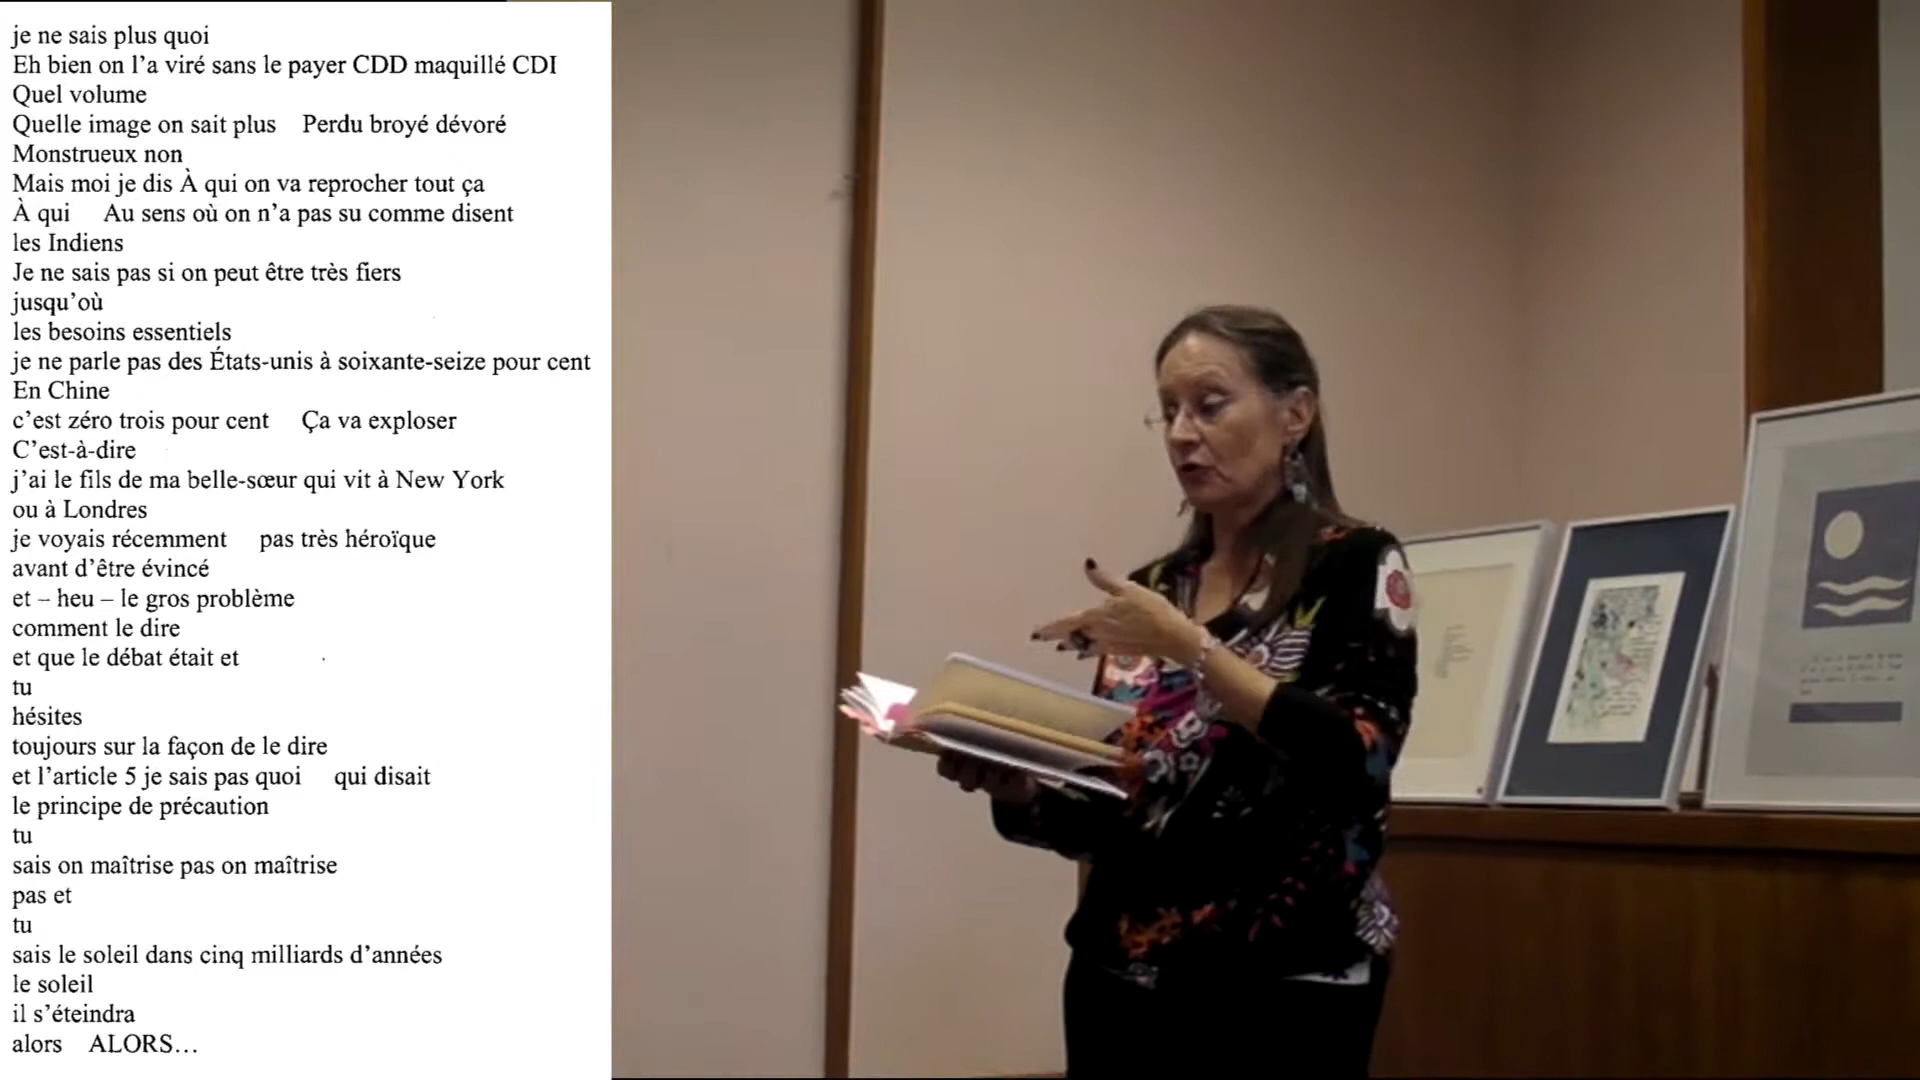 je ne sais plus quoi
Eh bien on l’a viré sans le payer CDD maquillé CDI
Quel volume
Quelle image on sait plus Perdu broyé dévoré
Monstrueux non
Mais moi je dis À qui on va reprocher tout ça
À qui Au sens où on n’a pas su comme disent
les Indiens
Je ne sais pas si on peut être très fiers
jusqu’où
les besoins essentiels
je ne parle pas des États-unis à soixante-seize pour cent
En Chine
c’est zéro trois pour cent Ça va exploser
C’est-à-dire
j’ai le fils de ma belle-sœur qui vit à New York
ou à Londres
je voyais récemment pas très héroïque
avant d’être évincé
et – heu – le gros problème
comment le dire
et que le débat était et
tu
hésites
toujours sur la façon de le dire
et l’article 5 je sais pas quoi qui disait
le principe de précaution
tu
sais on maîtrise pas on maîtrise
pas et
tu
sais le soleil dans cinq milliards d’années
le soleil
il s’éteindra
alors ALORS…